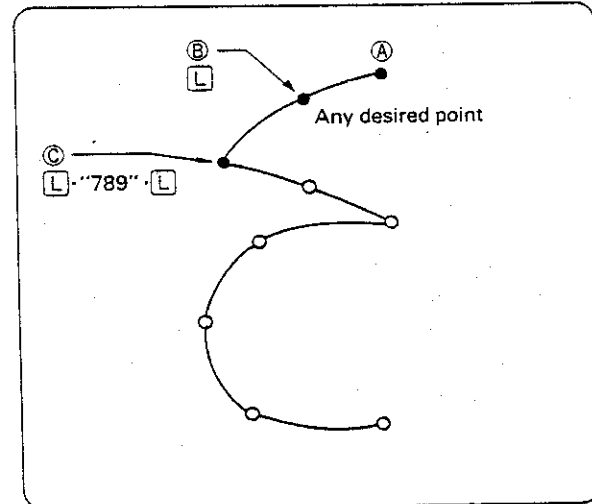 Ⓑ Ⓐ
L
Any desired point
Ⓒ
L·"789"·L